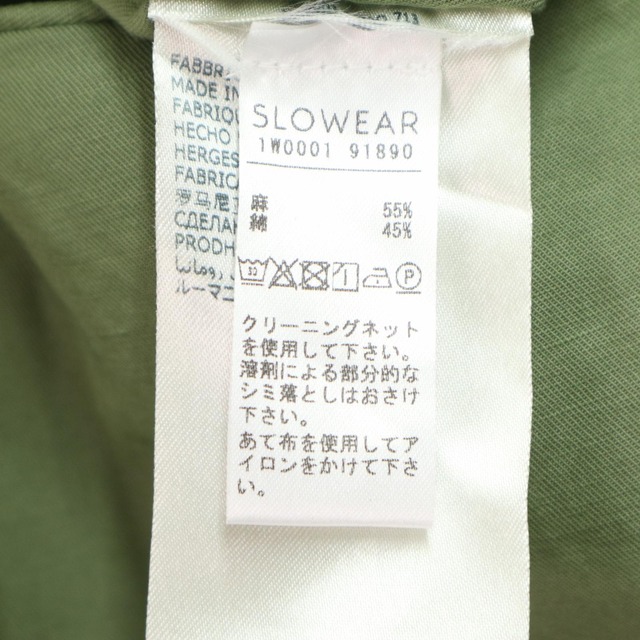 713
FABBR
MADE IN
FABRIQU
HECHO
HERGES
FABRIC
罗马尼
СДЕЛАН
PRODH
ルーマニ
SLOWEAR
1W0001 91890
麻 55%
綿 45%
クリーニングネット
を使用して下さい。
溶剤による部分的な
シミ落としはおさけ
下さい。
あて布を使用してア
イロンをかけて下さ
い。